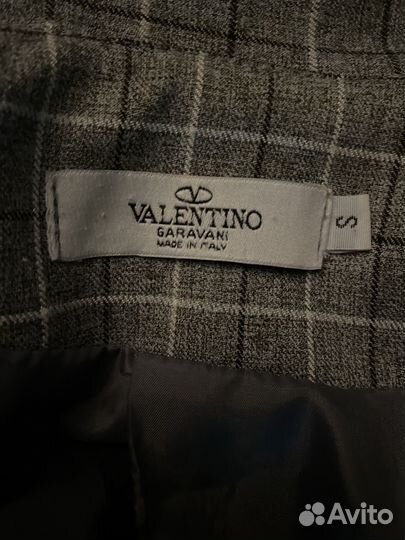 VALENTINO
GARAVANI
MADE IN ITALY
S
Avito